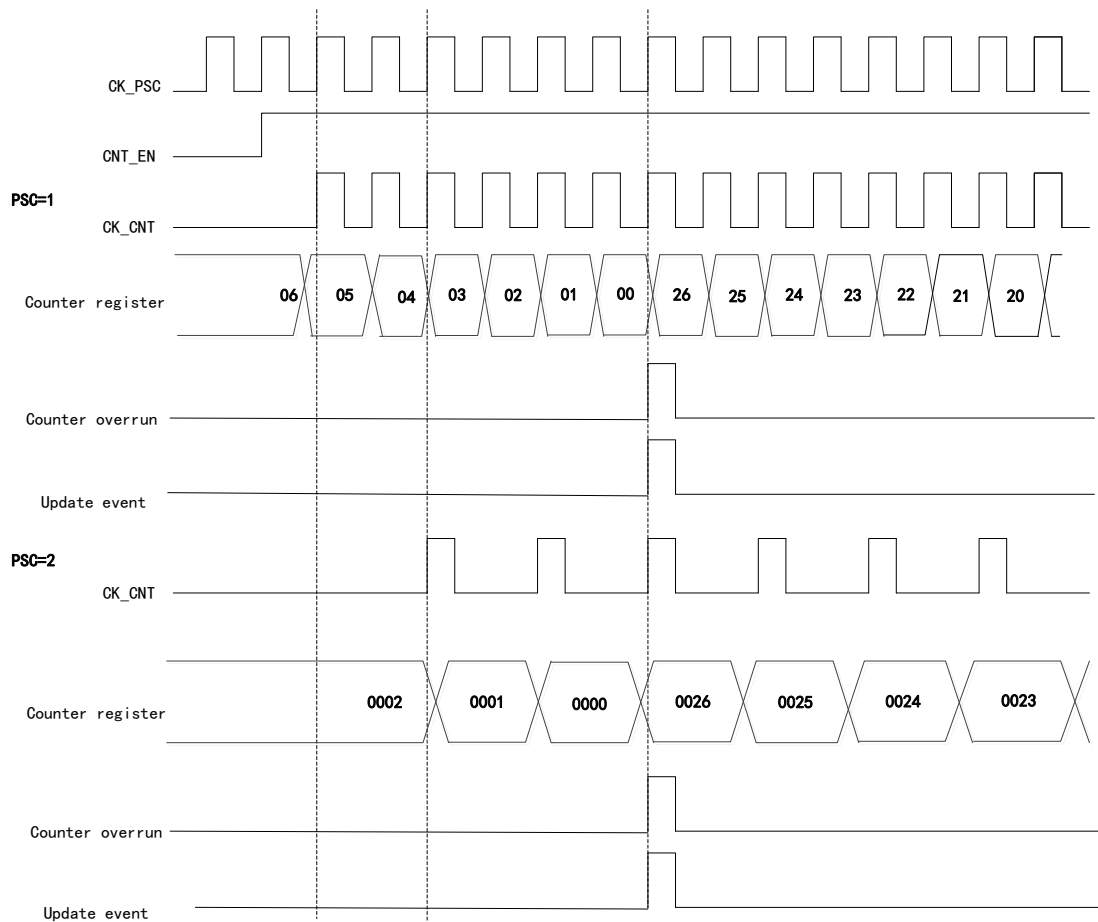 CK_PSC
CNT_EN
PSC=1
CK_CNT
Counter register 06 05 04 03 02 01 00 26 25 24 23 22 21 20
Counter overrun
Update event
PSC=2
CK_CNT
Counter register 0002 0001 0000 0026 0025 0024 0023
Counter overrun
Update event